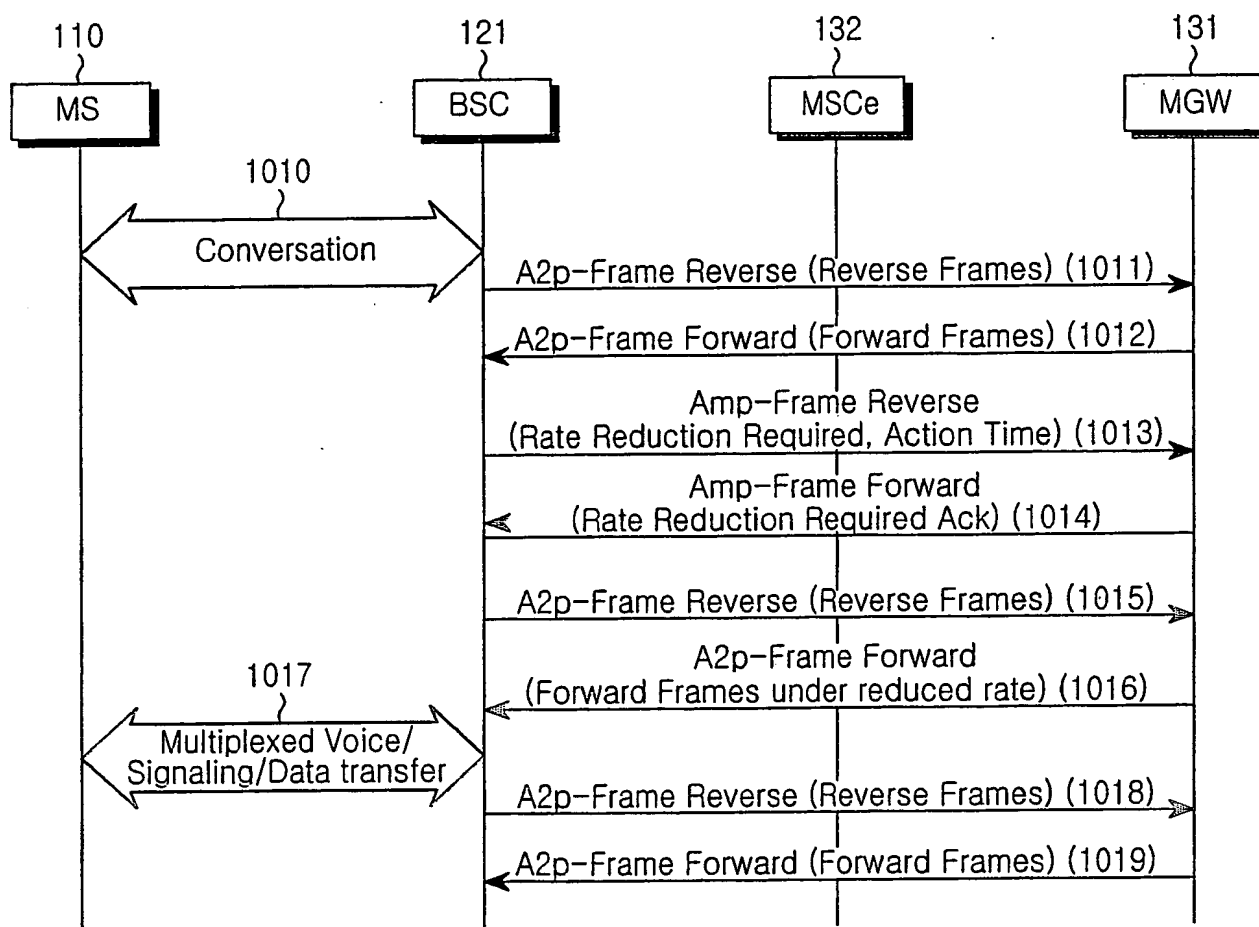 110
121
132
131
MS
BSC
MSCe
MGW
1010
Conversation
A2p-Frame Reverse (Reverse Frames) (1011)
A2p-Frame Forward (Forward Frames) (1012)
Amp-Frame Reverse
(Rate Reduction Required, Action Time) (1013)
Amp-Frame Forward
(Rate Reduction Required Ack) (1014)
A2p-Frame Reverse (Reverse Frames) (1015)
A2p-Frame Forward
(Forward Frames under reduced rate) (1016)
1017
Multiplexed Voice/
Signaling/Data transfer
A2p-Frame Reverse (Reverse Frames) (1018)
A2p-Frame Forward (Forward Frames) (1019)